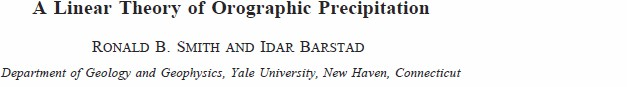 A Linear Theory of Orographic Precipitation
RONALD B. SMITH AND IDAR BARSTAD
Department of Geology and Geophysics, Yale University, New Haven, Connecticut